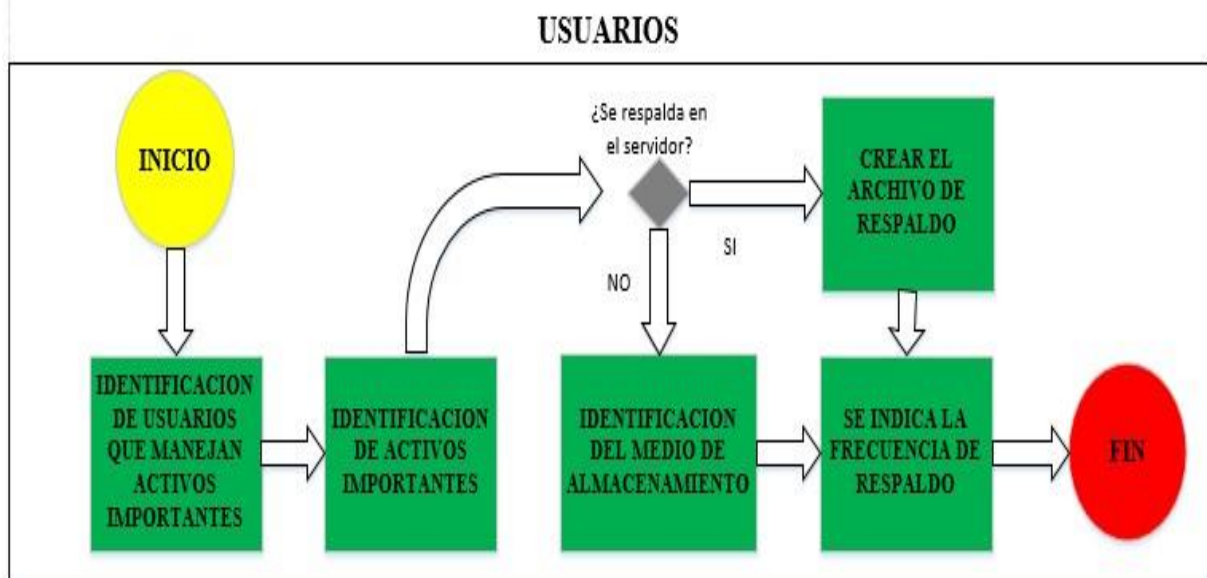 USUARIOS
INICIO
IDENTIFICACION
DE USUARIOS
QUE MANEJAN
ACTIVOS
IMPORTANTES
IDENTIFICACION
DE ACTIVOS
IMPORTANTES
¿Se respalda en
el servidor?
SI
NO
CREAR EL
ARCHIVO DE
RESPALDO
IDENTIFICACION
DEL MEDIO DE
ALMACENAMIENTO
SE INDICA LA
FRECUENCIA DE
RESPALDO
FIN